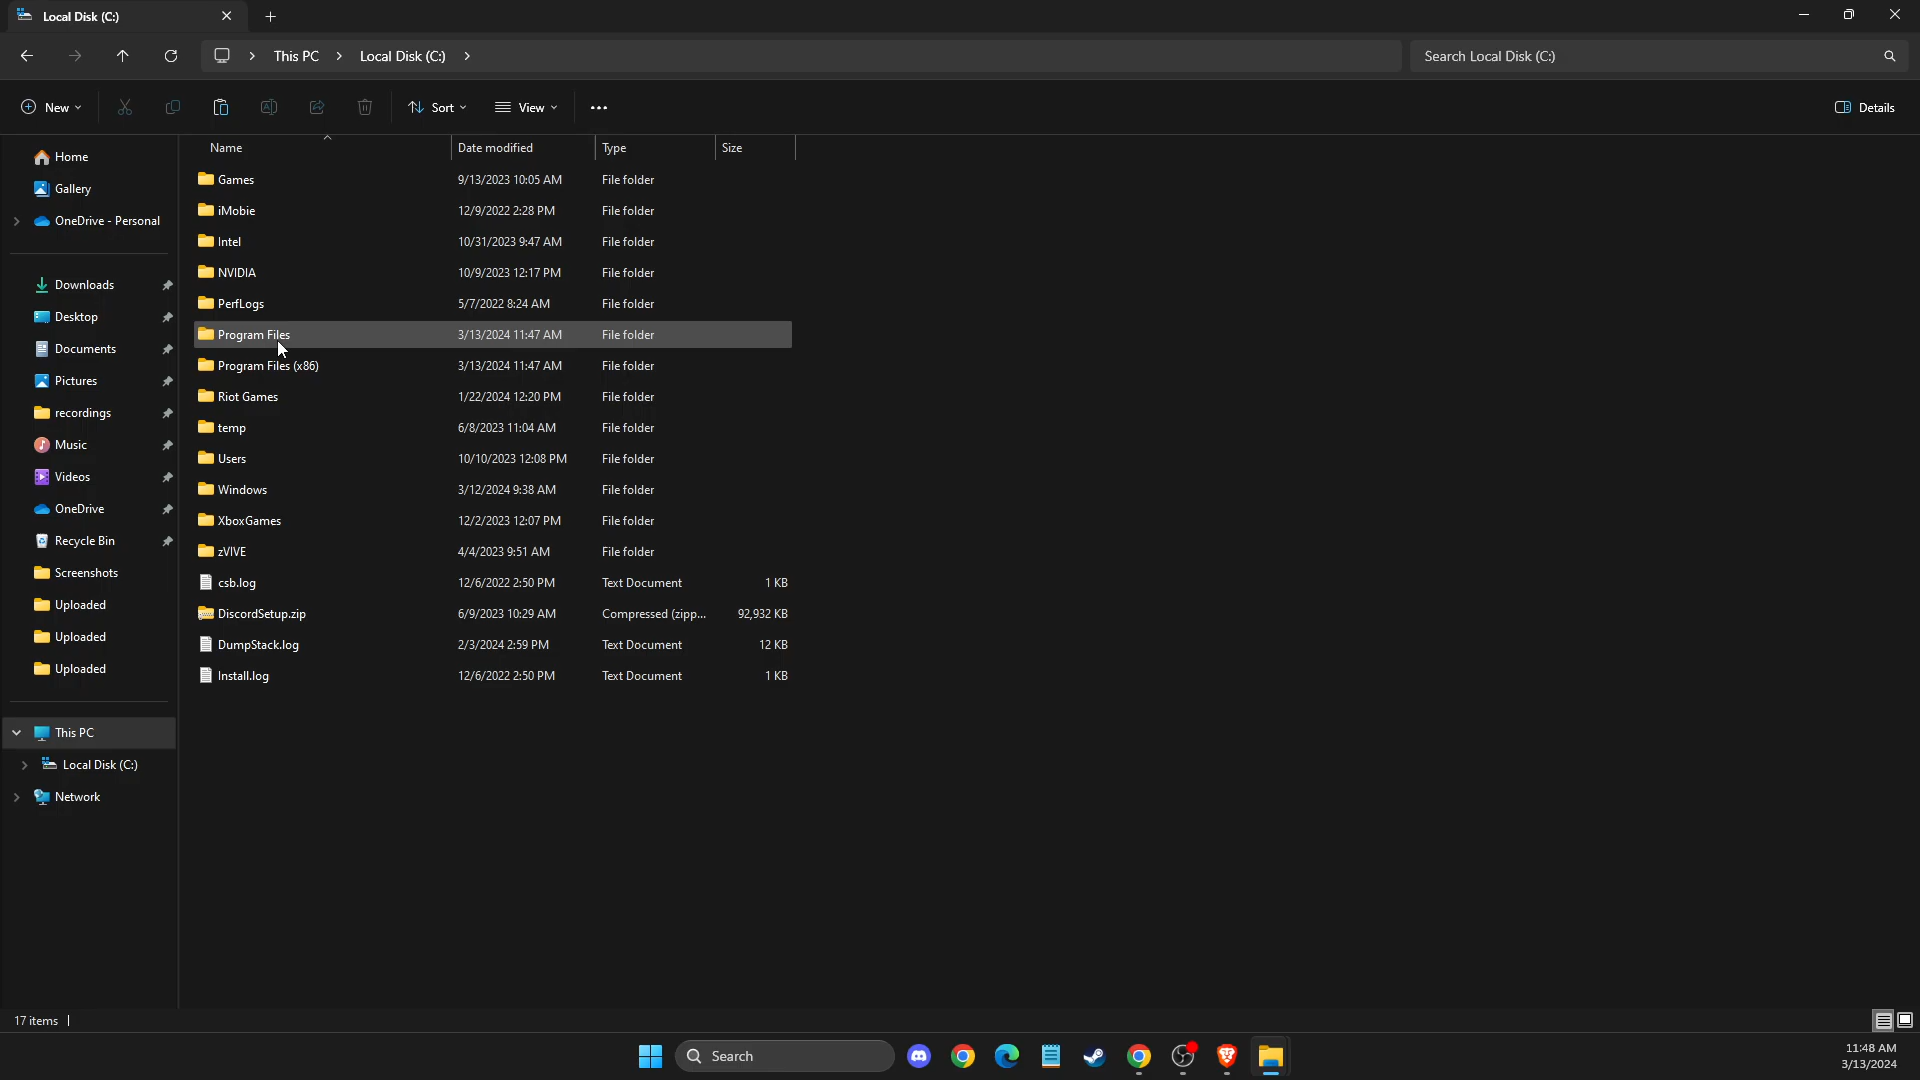 Local Disk (C:)
This PC Local Disk (C:)
Search Local Disk (C:)
New
Sort
View
Details
Home
Gallery
OneDrive - Personal
Downloads
Desktop
Documents
Pictures
recordings
Music
Videos
OneDrive
Recycle Bin
Screenshots
Uploaded
Uploaded
Uploaded
This PC
Local Disk (C:)
Network
Name Date modified Type Size
Games 9/13/2023 10:05 AM File folder
iMobie 12/9/2022 2:28 PM File folder
Intel 10/31/2023 9:47 AM File folder
NVIDIA 10/9/2023 12:17 PM File folder
PerfLogs 5/7/2022 8:24 AM File folder
Program Files 3/13/2024 11:47 AM File folder
Program Files (x86) 3/13/2024 11:47 AM File folder
Riot Games 1/22/2024 12:20 PM File folder
temp 6/8/2023 11:04 AM File folder
Users 10/10/2023 12:08 PM File folder
Windows 3/12/2024 9:38 AM File folder
XboxGames 12/2/2023 12:07 PM File folder
zVIVE 4/4/2023 9:51 AM File folder
csb.log 12/6/2022 2:50 PM Text Document 1 KB
DiscordSetup.zip 6/9/2023 10:29 AM Compressed (zipp... 92,932 KB
DumpStack.log 2/3/2024 2:59 PM Text Document 12 KB
Install.log 12/6/2022 2:50 PM Text Document 1 KB
17 items
Search
11:48 AM
3/13/2024